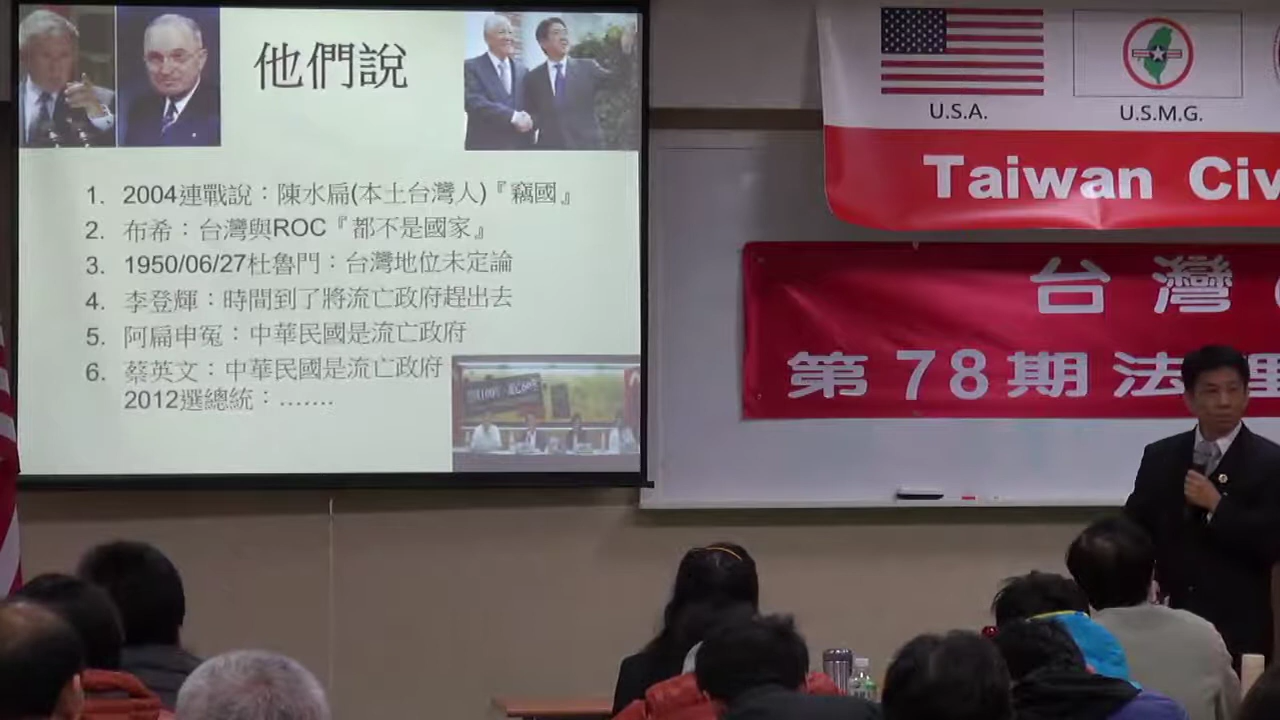 他們說
1. 2004連戰說：陳水扁(本土台灣人)『竊國』
2. 布希：台灣與ROC『都不是國家』
3. 1950/06/27杜魯門：台灣地位未定論
4. 李登輝：時間到了將流亡政府趕出去
5. 阿扁申冤：中華民國是流亡政府
6. 蔡英文：中華民國是流亡政府
2012選總統：.......
U.S.A.
U.S.M.G.
Taiwan Civ
台灣
第78期法理